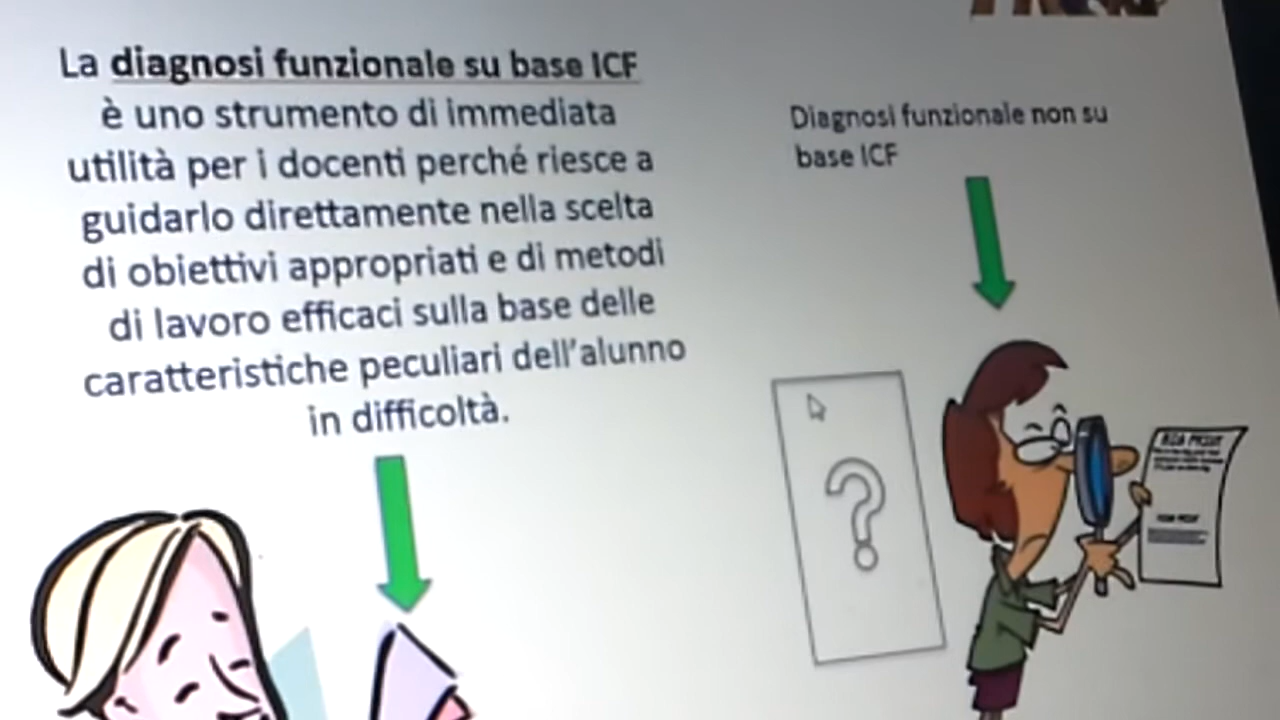 La diagnosi funzionale su base ICF
è uno strumento di immediata
utilità per i docenti perché riesce a
guidarlo direttamente nella scelta
di obiettivi appropriati e di metodi
di lavoro efficaci sulla base delle
caratteristiche peculiari dell'alunno
in difficoltà.
Diagnosi funzionale non su
base ICF
?